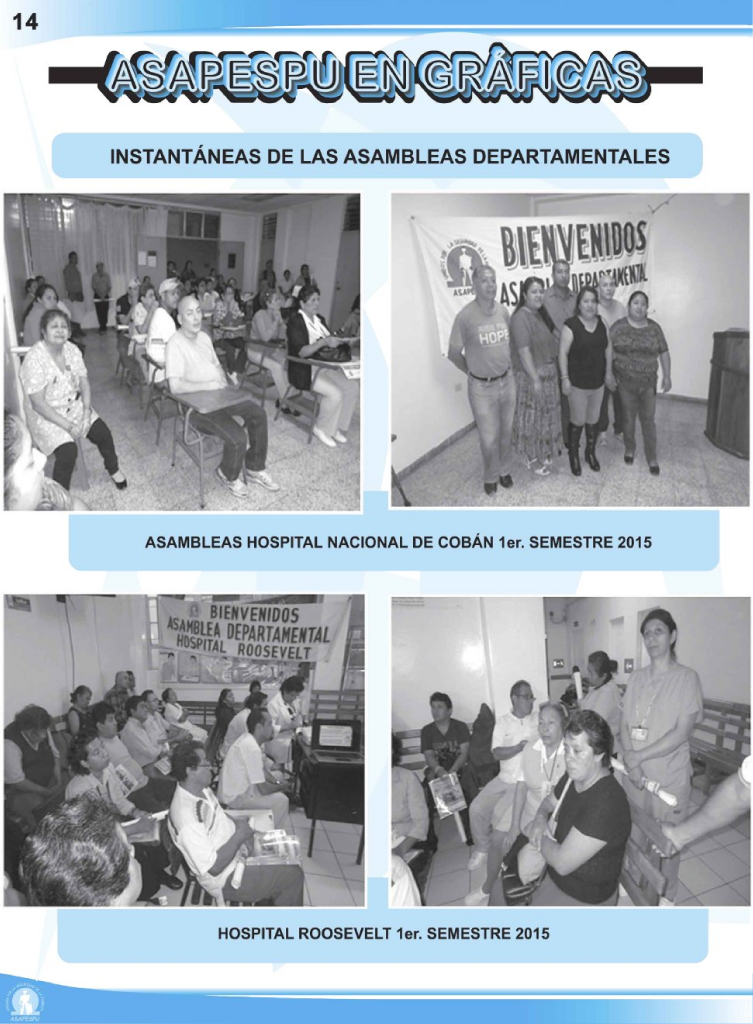 14
ASAPESPU EN GRÁFICAS
INSTANTÁNEAS DE LAS ASAMBLEAS DEPARTAMENTALES
BIENVENIDOS
DEPARTAMENTAL
HOPE
ASAMBLEAS HOSPITAL NACIONAL DE COBÁN 1er. SEMESTRE 2015
BIENVENIDOS
ASAMBLEA DEPARTAMENTAL
HOSPITAL ROOSEVELT
HOSPITAL ROOSEVELT 1er. SEMESTRE 2015
ASAPESPU